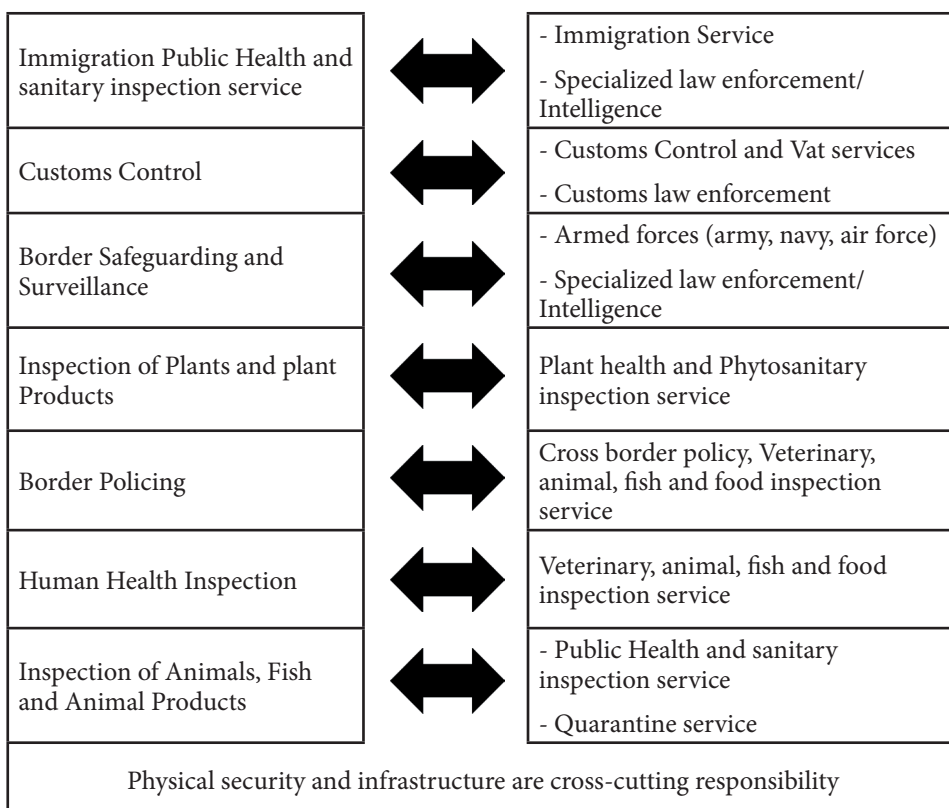 Immigration Public Health and
sanitary inspection service
- Immigration Service
- Specialized law enforcement/
Intelligence
Customs Control
- Customs Control and Vat services
- Customs law enforcement
Border Safeguarding and
Surveillance
- Armed forces (army, navy, air force)
- Specialized law enforcement/
Intelligence
Inspection of Plants and plant
Products
Plant health and Phytosanitary
inspection service
Border Policing
Cross border policy, Veterinary,
animal, fish and food inspection
service
Human Health Inspection
Veterinary, animal, fish and food
inspection service
Inspection of Animals, Fish
and Animal Products
- Public Health and sanitary
inspection service
- Quarantine service
Physical security and infrastructure are cross-cutting responsibility